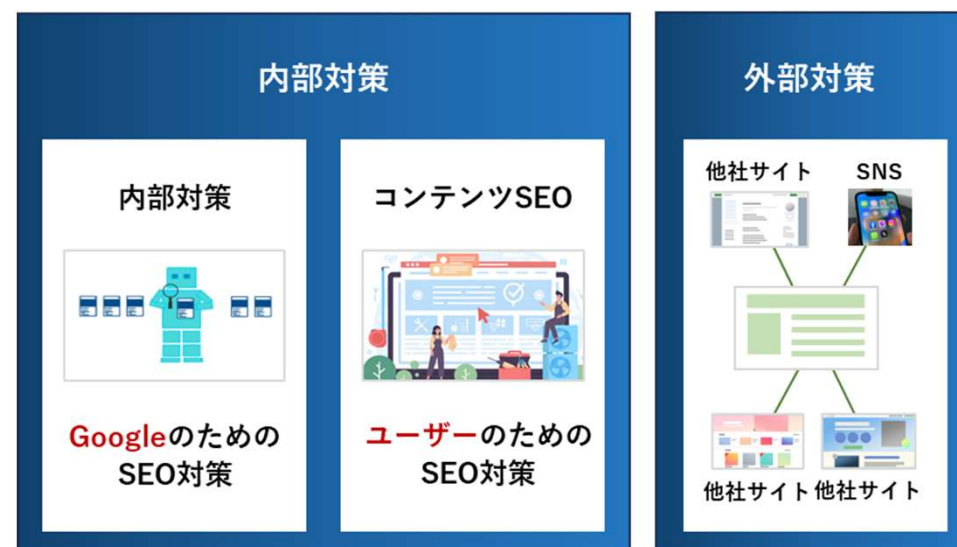 内部対策
内部対策
Googleのための
SEO対策
コンテンツSEO
ユーザーのための
SEO対策
外部対策
他社サイト
SNS
他社サイト
他社サイト